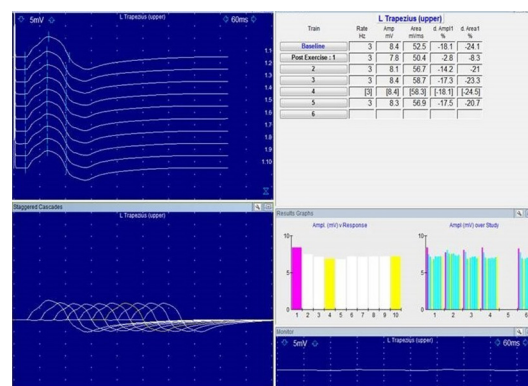 5mV 60ms
L Trapezius (upper)
1.1
1.2
1.3
1.4
1.5
1.6
1.7
1.8
1.9
1.10
L Trapezius (upper)
Train Rate Amp Area d. Ampl1 d. Area1
Hz mV mVms % %
Baseline 3 8.4 52.5 -18.1 -24.1
Post Exercise : 1 3 7.8 50.4 -2.8 -8.3
2 3 8.1 56.7 -14.2 -21
3 3 8.4 58.7 -17.3 -23.3
4 [3] [8.4] [58.3] [-18.1] [-24.5]
5 3 8.3 56.9 -17.5 -20.7
6
Staggered Cascades
L Trapezius (upper)
Results Graphs
Ampl. (mV) v Response
10
5
1 2 3 4 5 6 7 8 9 10
Ampl (mV) over Study
10
5
1 2 3 4 5 6
Monitor
5mV 60ms
L Trapezius (upper)